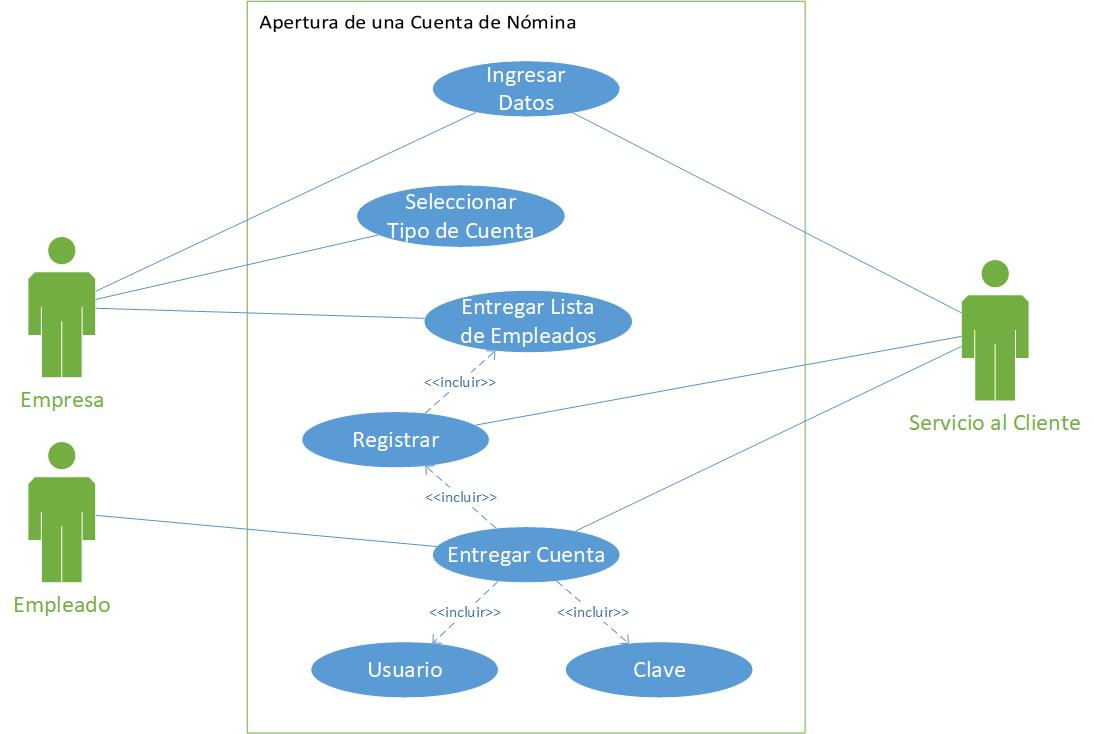 Apertura de una Cuenta de Nómina
Ingresar
Datos
Seleccionar
Tipo de Cuenta
Entregar Lista
de Empleados
<<incluir>>
Empresa
Servicio al Cliente
Registrar
<<incluir>>
Entregar Cuenta
Empleado
<<incluir>>
<<incluir>>
Usuario
Clave